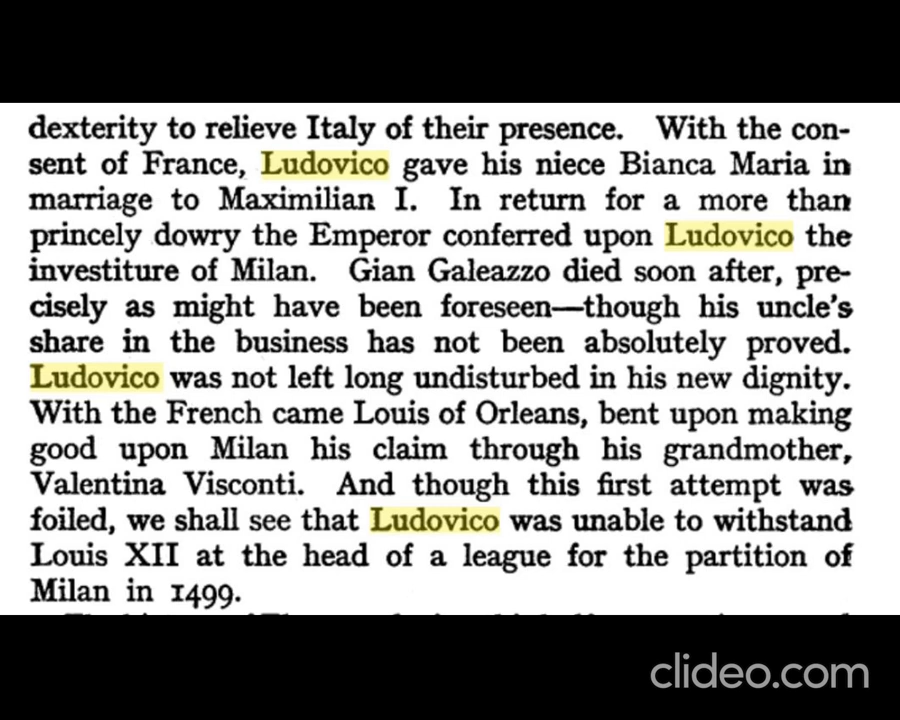 dexterity to relieve Italy of their presence. With the con-
sent of France, Ludovico gave his niece Bianca Maria in
marriage to Maximilian I. In return for a more than
princely dowry the Emperor conferred upon Ludovico the
investiture of Milan. Gian Galeazzo died soon after, pre-
cisely as might have been foreseen—though his uncle's
share in the business has not been absolutely proved.
Ludovico was not left long undisturbed in his new dignity.
With the French came Louis of Orleans, bent upon making
good upon Milan his claim through his grandmother,
Valentina Visconti. And though this first attempt was
foiled, we shall see that Ludovico was unable to withstand
Louis XII at the head of a league for the partition of
Milan in 1499.
clideo.com